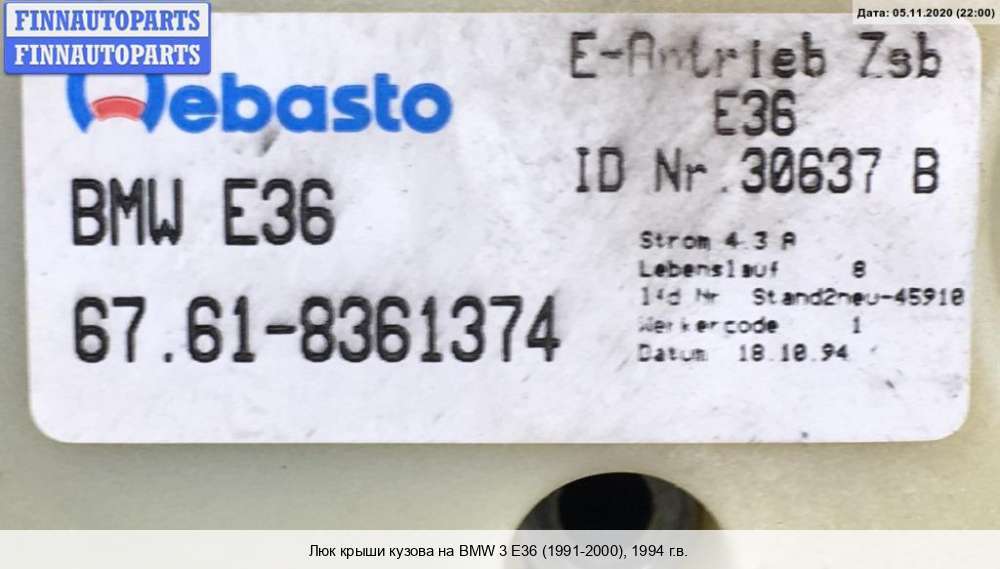 FINNAUTOPARTS
FINNAUTOPARTS
Дата: 05.11.2020 (22:00)
Webasto
BMW E36
67.61-8361374
E-Antrieb Zsb
E36
ID Nr.30637 B
Strom 4.3 A
Lebenslauf 8
lfd Nr Stand2neu-45910
Werkercode 1
Datum 18.10.94
Люк крыши кузова на BMW 3 E36 (1991-2000), 1994 г.в.